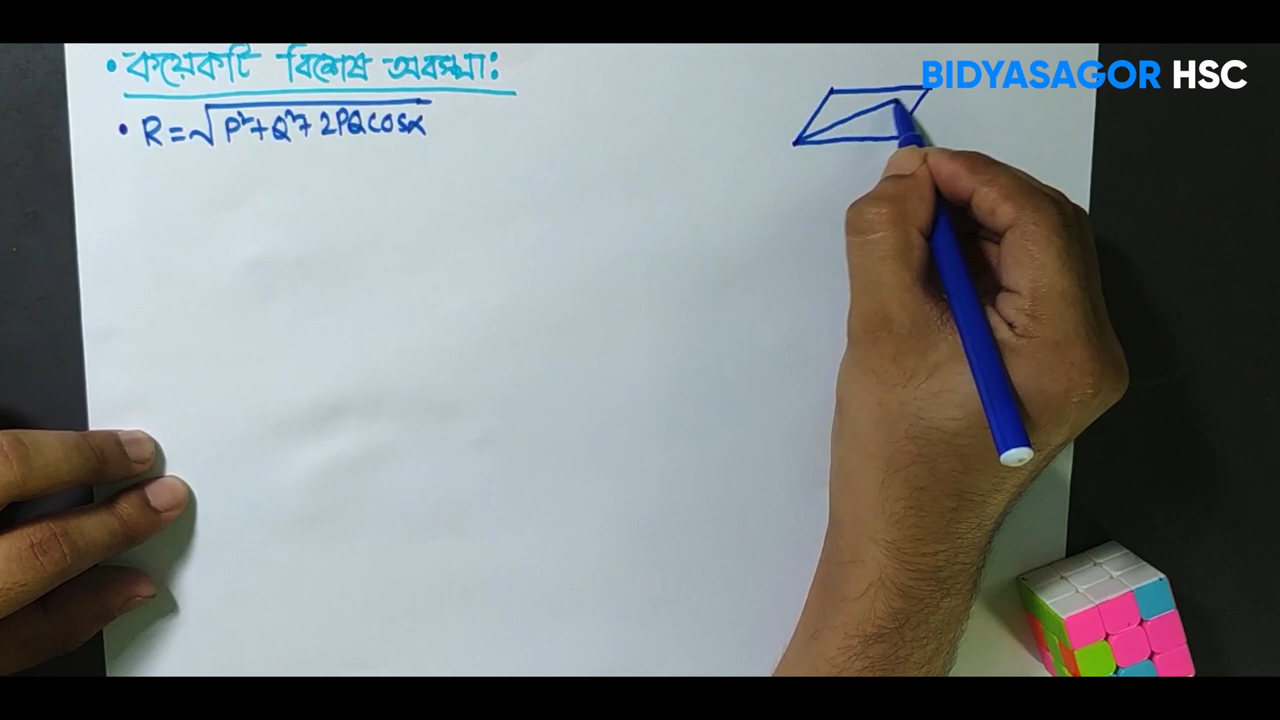 • কয়েকটি বিশেষ অবস্থা:
BIDYASAGOR HSC
• R = √P²+Q²+2PQcosα